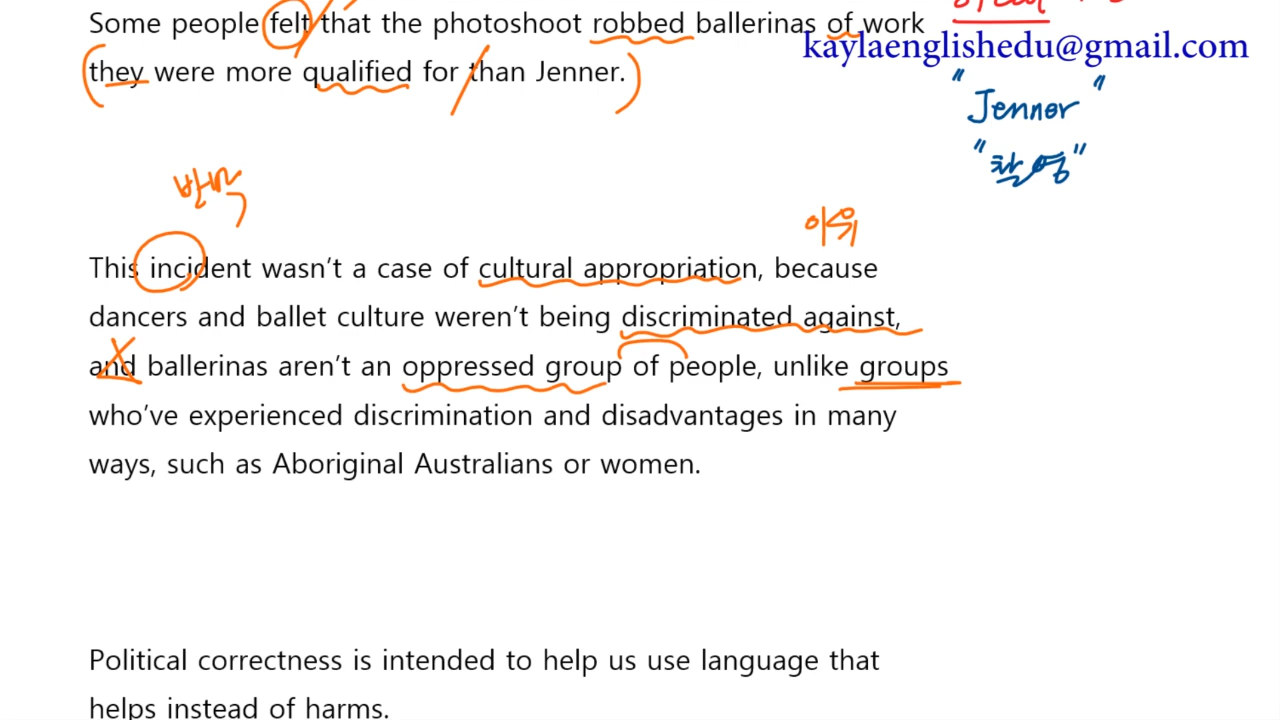 Some people felt that the photoshoot robbed ballerinas of work
kaylaenglishedu@gmail.com
they were more qualified for than Jenner.
"Jenner"
"촬영"
반박
이유
This incident wasn’t a case of cultural appropriation, because
dancers and ballet culture weren’t being discriminated against,
and ballerinas aren’t an oppressed group of people, unlike groups
who’ve experienced discrimination and disadvantages in many
ways, such as Aboriginal Australians or women.
Political correctness is intended to help us use language that
helps instead of harms.